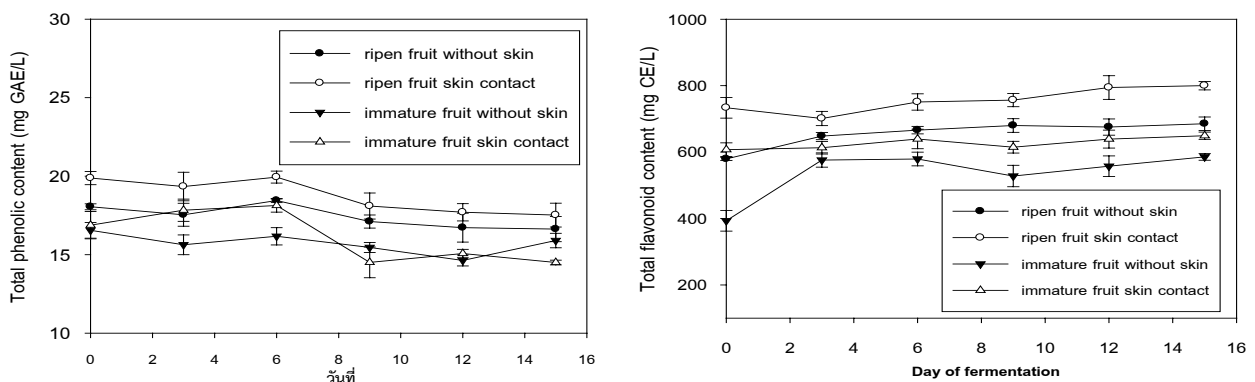 Total phenolic content (mg GAE/L)
30
25
20
15
10
0 2 4 6 8 10 12 14 16
วันที่
ripen fruit without skin
ripen fruit skin contact
immature fruit without skin
immature fruit skin contact
Total flavonoid content (mg CE/L)
1000
800
600
400
200
0 2 4 6 8 10 12 14 16
Day of fermentation
ripen fruit without skin
ripen fruit skin contact
immature fruit without skin
immature fruit skin contact